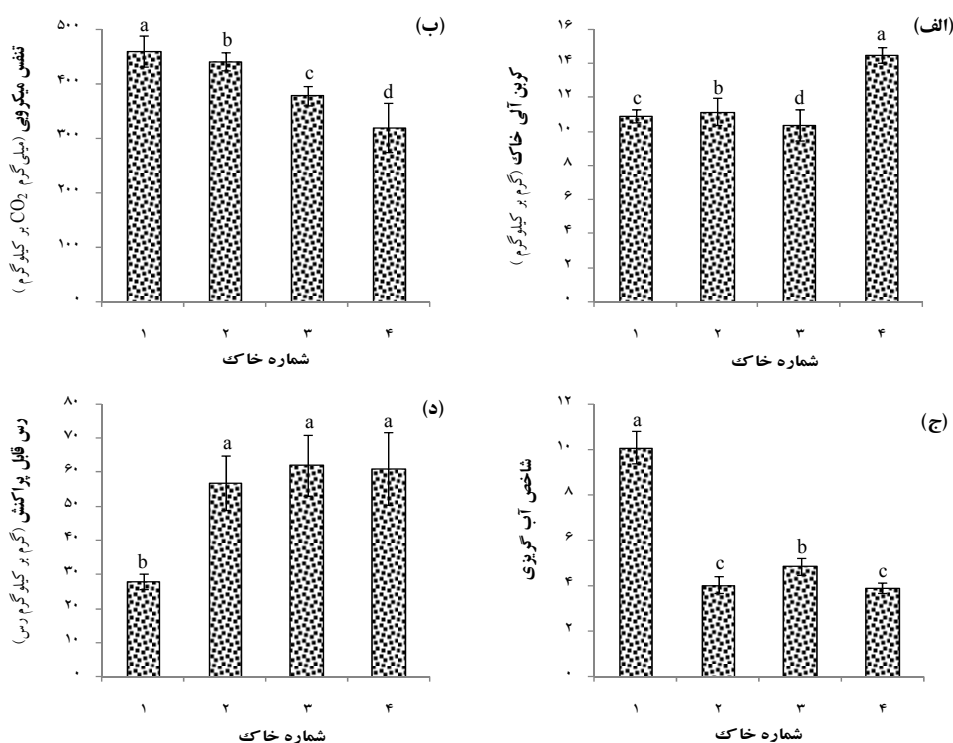 (الف)
کربن آلی خاک (گرم بر کیلوگرم)
۱۶
۱۴
۱۲
۱۰
۸
۶
۴
۲
۰
c
b
d
a
۱ ۲ ۳ ۴
شماره خاک
(ب)
تنفس میکروبی (میلی‌گرم CO2 بر کیلوگرم)
۵۰۰
۴۰۰
۳۰۰
۲۰۰
۱۰۰
۰
a
b
c
d
۱ ۲ ۳ ۴
شماره خاک
(ج)
شاخص آب گریزی
۱۲
۱۰
۸
۶
۴
۲
۰
a
c
b
c
۱ ۲ ۳ ۴
شماره خاک
(د)
رس قابل پراکنش (گرم بر کیلوگرم رس)
۸۰
۷۰
۶۰
۵۰
۴۰
۳۰
۲۰
۱۰
۰
b
a
a
a
۱ ۲ ۳ ۴
شماره خاک